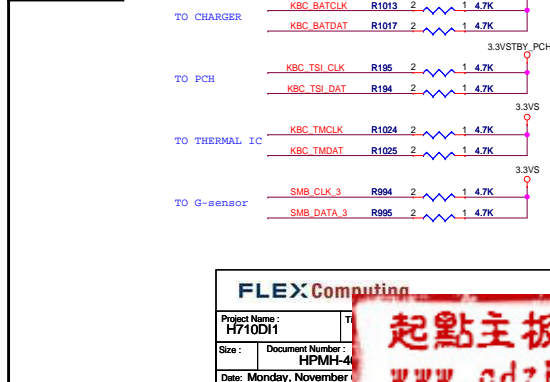 KBC_BATCLK R1013 2 1 4.7K
TO CHARGER
KBC_BATDAT R1017 2 1 4.7K
3.3VSTBY_PCH
KBC_TSI_CLK R195 2 1 4.7K
TO PCH
KBC_TSI_DAT R194 2 1 4.7K
3.3VS
KBC_TMCLK R1024 2 1 4.7K
TO THERMAL IC
KBC_TMDAT R1025 2 1 4.7K
3.3VS
SMB_CLK_3 R994 2 1 4.7K
TO G-sensor
SMB_DATA_3 R995 2 1 4.7K
FLEX Computing
Project Name :
H710DI1
Size : Document Number :
HPMH-4
Date: Monday, November
起點主板
www.qdzb